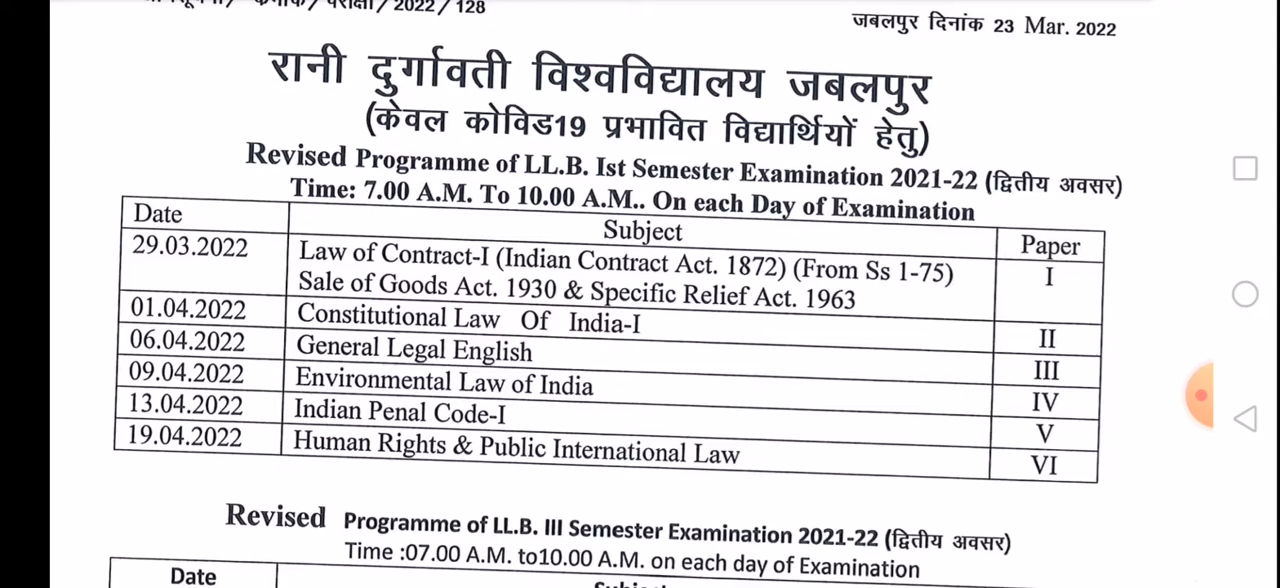 /2022/128
जबलपुर दिनांक 23 Mar. 2022
रानी दुर्गावती विश्वविद्यालय जबलपुर
(केवल कोविड19 प्रभावित विद्यार्थियों हेतु)
Revised Programme of LL.B. Ist Semester Examination 2021-22 (द्वितीय अवसर)
Time: 7.00 A.M. To 10.00 A.M.. On each Day of Examination
Date Subject Paper
29.03.2022 Law of Contract-I (Indian Contract Act. 1872) (From Ss 1-75) I
Sale of Goods Act. 1930 & Specific Relief Act. 1963
01.04.2022 Constitutional Law Of India-I II
06.04.2022 General Legal English III
09.04.2022 Environmental Law of India IV
13.04.2022 Indian Penal Code-I V
19.04.2022 Human Rights & Public International Law VI
Revised Programme of LL.B. III Semester Examination 2021-22 (द्वितीय अवसर)
Time :07.00 A.M. to10.00 A.M. on each day of Examination
Date